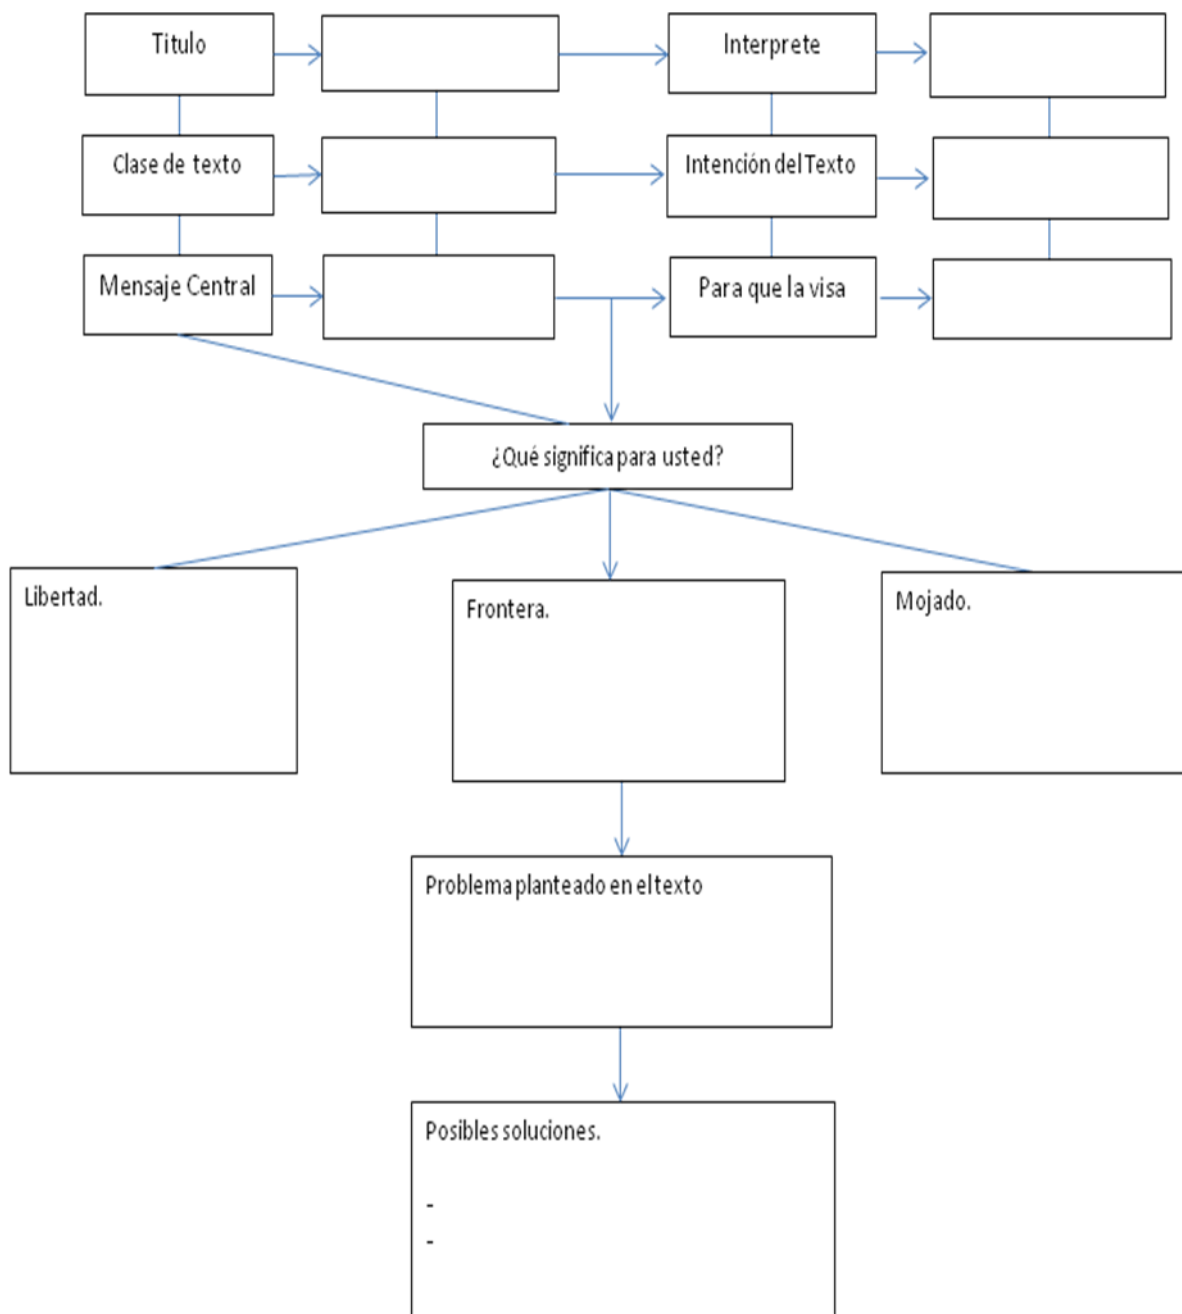 Titulo
Interprete
Clase de texto
Intención del Texto
Mensaje Central
Para que la visa
¿Qué significa para usted?
Libertad.
Frontera.
Mojado.
Problema planteado en el texto
Posibles soluciones.
-
-